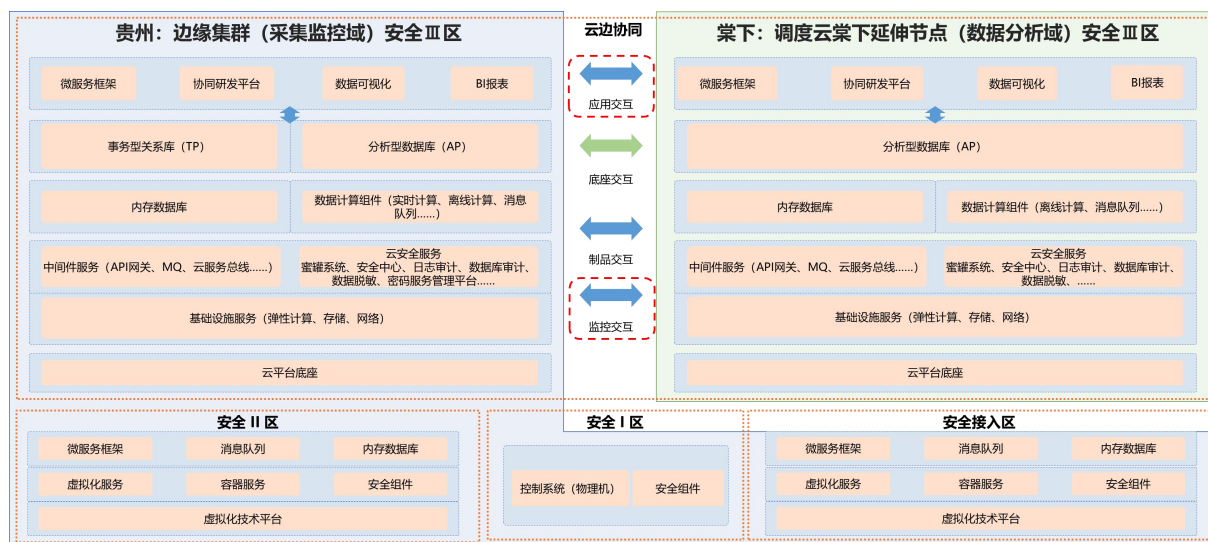 贵州：边缘集群（采集监控域）安全Ⅲ区
微服务框架
协同研发平台
数据可视化
BI报表
事务型关系库（TP）
分析型数据库（AP）
内存数据库
数据计算组件（实时计算、离线计算、消息
队列......）
中间件服务（API网关、MQ、云服务总线......）
云安全服务
蜜罐系统、安全中心、日志审计、数据库审计、
数据脱敏、密码服务管理平台......
基础设施服务（弹性计算、存储、网络）
云平台底座
云边协同
应用交互
底座交互
制品交互
监控交互
棠下：调度云棠下延伸节点（数据分析域）安全Ⅲ区
微服务框架
协同研发平台
数据可视化
BI报表
分析型数据库（AP）
内存数据库
数据计算组件（离线计算、消息队列......）
中间件服务（API网关、MQ、云服务总线......）
云安全服务
蜜罐系统、安全中心、日志审计、数据库审计、
数据脱敏、......
基础设施服务（弹性计算、存储、网络）
云平台底座
安全 II 区
微服务框架
消息队列
内存数据库
虚拟化服务
容器服务
安全组件
虚拟化技术平台
安全 I 区
控制系统（物理机）
安全组件
安全接入区
微服务框架
消息队列
内存数据库
虚拟化服务
容器服务
安全组件
虚拟化技术平台